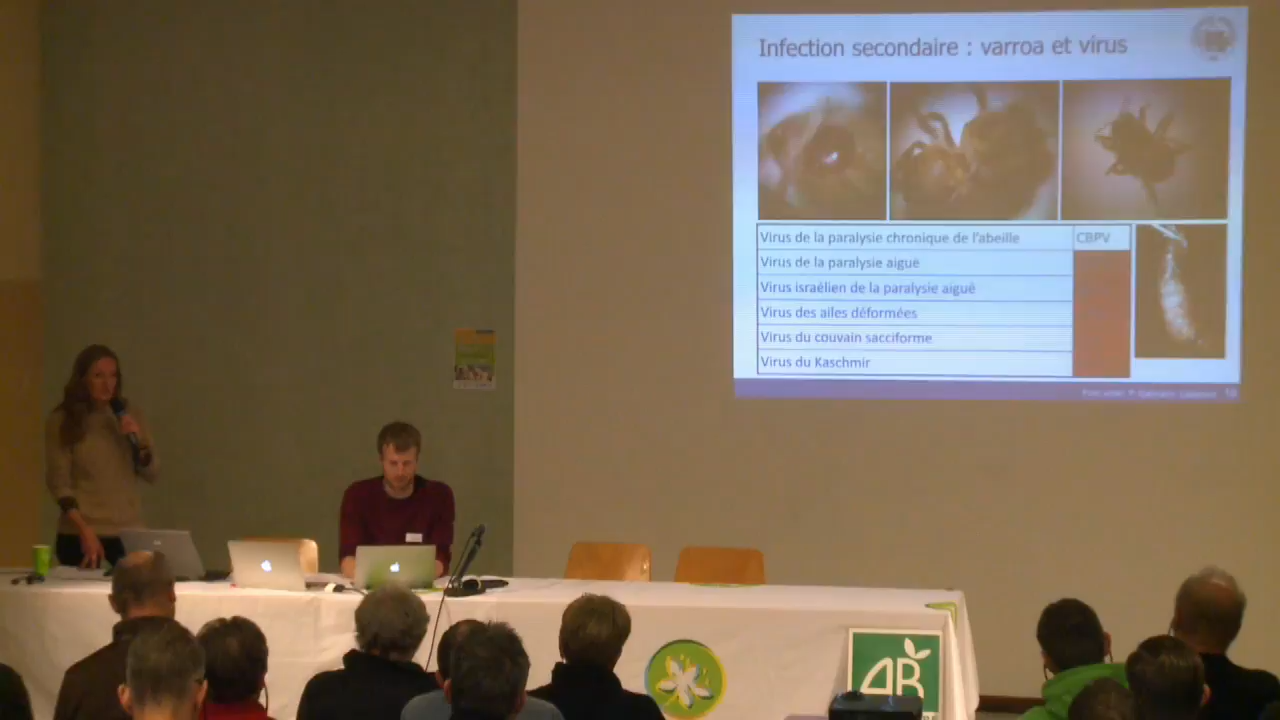 Infection secondaire : varroa et virus
Virus de la paralysie chronique de l'abeille CBPV
Virus de la paralysie aiguë
Virus israélien de la paralysie aiguë
Virus des ailes déformées
Virus du couvain sacciforme
Virus du Kaschmir
AB